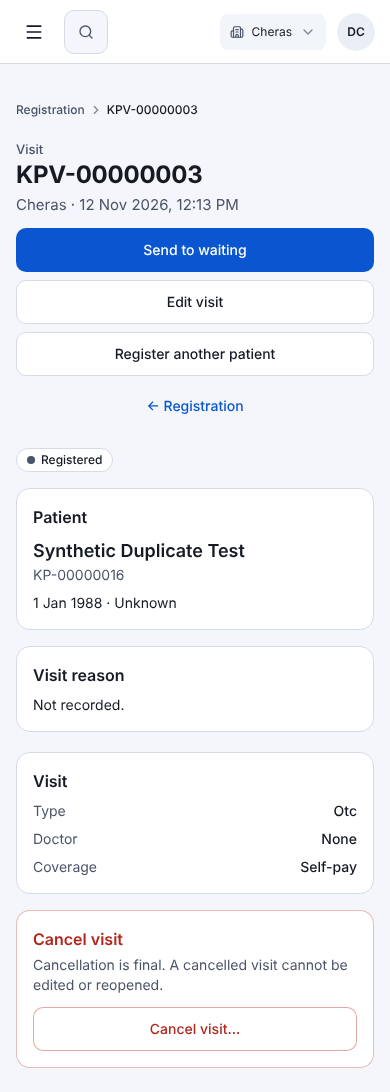 Cheras
DC
Registration > KPV-00000003
Visit
KPV-00000003
Cheras · 12 Nov 2026, 12:13 PM
Send to waiting
Edit visit
Register another patient
← Registration
Registered
Patient
Synthetic Duplicate Test
KP-00000016
1 Jan 1988 · Unknown
Visit reason
Not recorded.
Visit
Type Otc
Doctor None
Coverage Self-pay
Cancel visit
Cancellation is final. A cancelled visit cannot be
edited or reopened.
Cancel visit...